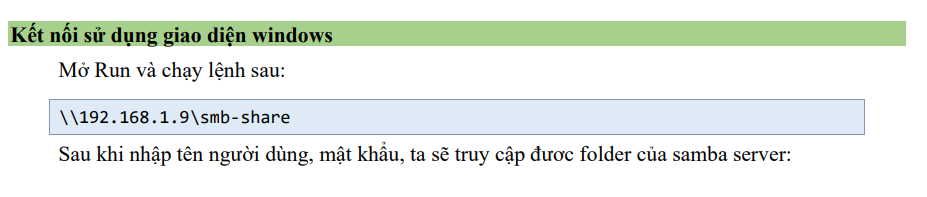 Kết nối sử dụng giao diện windows
Mở Run và chạy lệnh sau:
\\192.168.1.9\smb-share
Sau khi nhập tên người dùng, mật khẩu, ta sẽ truy cập đươc folder của samba server: